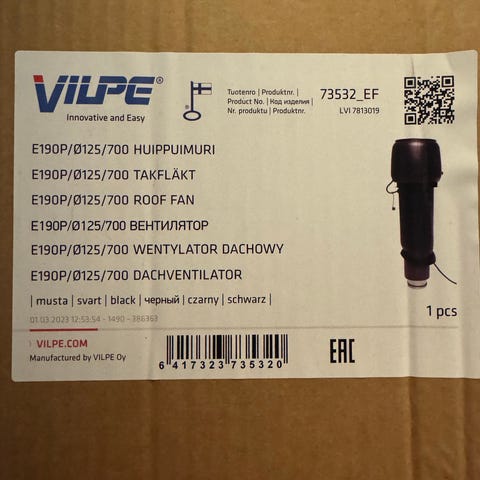 VILPE®
Innovative and Easy
Tuotenro | Produktnr. |
Product No. | Код изделия |
Nr. produktu | Produktnr.
73532_EF
LVI 7813019
E190P/Ø125/700 HUIPPUIMURI
E190P/Ø125/700 TAKFLÄKT
E190P/Ø125/700 ROOF FAN
E190P/Ø125/700 ВЕНТИЛЯТОР
E190P/Ø125/700 WENTYLATOR DACHOWY
E190P/Ø125/700 DACHVENTILATOR
| musta | svart | black | черный | czarny | schwarz |
1 pcs
01.03.2023 12:53:54 - 1490 - 386363
VILPE.COM
Manufactured by VILPE Oy
6 417323 735320
EAC